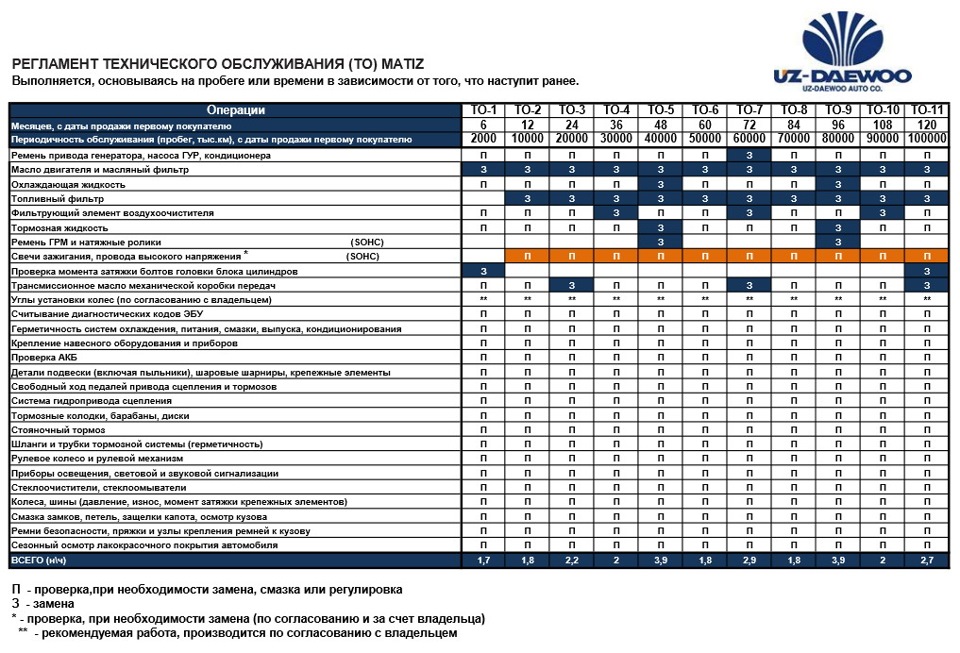 UZ-DAEWOO
UZ-DAEWOO AUTO CO.
РЕГЛАМЕНТ ТЕХНИЧЕСКОГО ОБСЛУЖИВАНИЯ (ТО) MATIZ
Выполняется, основываясь на пробеге или времени в зависимости от того, что наступит ранее.
Операции ТО-1 ТО-2 ТО-3 ТО-4 ТО-5 ТО-6 ТО-7 ТО-8 ТО-9 ТО-10 ТО-11
Месяцев, с даты продажи первому покупателю 6 12 24 36 48 60 72 84 96 108 120
Периодичность обслуживания (пробег, тыс.км), с даты продажи первому покупателю 2000 10000 20000 30000 40000 50000 60000 70000 80000 90000 100000
Ремень привода генератора, насоса ГУР, кондиционера П П П П П П З П П П П
Масло двигателя и масляный фильтр З З З З З З З З З З З
Охлаждающая жидкость П П П П З П П П З П П
Топливный фильтр З З З З З З З З З З
Фильтрующий элемент воздухоочистителя П П П З П П З П П З П
Тормозная жидкость П П П П З П П П З П П
Ремень ГРМ и натяжные ролики (SOHC) З З
Свечи зажигания, провода высокого напряжения * (SOHC) П П П П П П П П П П
Проверка момента затяжки болтов головки блока цилиндров З З
Трансмиссионное масло механической коробки передач П П З П П П З П П П З
Углы установки колес (по согласованию с владельцем) ** ** ** ** ** ** ** ** ** ** **
Считывание диагностических кодов ЭБУ П П П П П П П П П П П
Герметичность систем охлаждения, питания, смазки, выпуска, кондиционирования П П П П П П П П П П П
Крепление навесного оборудования и приборов П П П П П П П П П П П
Проверка АКБ П П П П П П П П П П П
Детали подвески (включая пыльники), шаровые шарниры, крепежные элементы П П П П П П П П П П П
Свободный ход педалей привода сцепления и тормозов П П П П П П П П П П П
Система гидропривода сцепления П П П П П П П П П П П
Тормозные колодки, барабаны, диски П П П П П П П П П П П
Стояночный тормоз П П П П П П П П П П П
Шланги и трубки тормозной системы (герметичность) П П П П П П П П П П П
Рулевое колесо и рулевой механизм П П П П П П П П П П П
Приборы освещения, световой и звуковой сигнализации П П П П П П П П П П П
Стеклоочистители, стеклоомыватели П П П П П П П П П П П
Колеса, шины (давление, износ, момент затяжки крепежных элементов) П П П П П П П П П П П
Смазка замков, петель, защелки капота, осмотр кузова П П П П П П П П П П П
Ремни безопасности, пряжки и узлы крепления ремней к кузову П П П П П П П П П П П
Сезонный осмотр лакокрасочного покрытия автомобиля П П П П П П П П П П П
ВСЕГО (н\ч) 1,7 1,8 2,2 2 3,9 1,8 2,9 1,8 3,9 2 2,7
П - проверка,при необходимости замена, смазка или регулировка
З - замена
* - проверка, при необходимости замена (по согласованию и за счет владельца)
** - рекомендуемая работа, производится по согласованию с владельцем